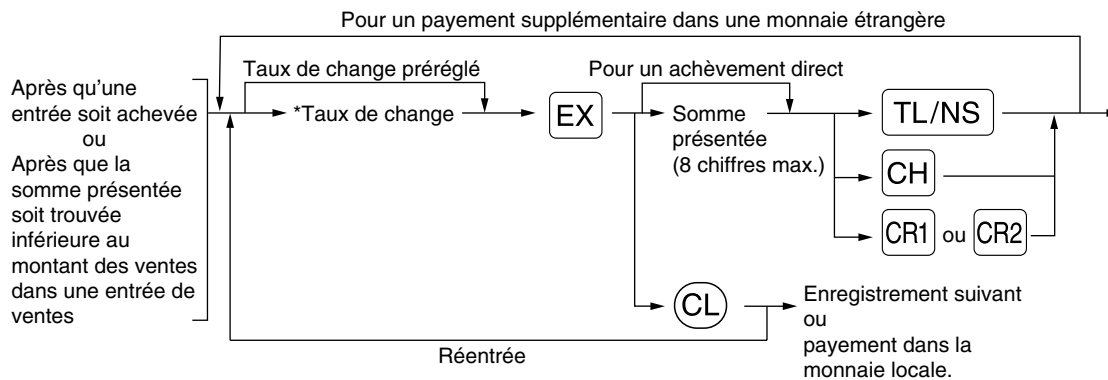 Pour un payement supplémentaire dans une monnaie étrangère
Après qu'une
entrée soit achevée
ou
Après que la
somme présentée
soit trouvée
inférieure au
montant des ventes
dans une entrée de
ventes
Taux de change préréglé
*Taux de change
EX
Pour un achèvement direct
Somme
présentée
(8 chiffres max.)
TL/NS
CH
CR1 ou CR2
CL
Enregistrement suivant
ou
payement dans la
monnaie locale.
Réentrée